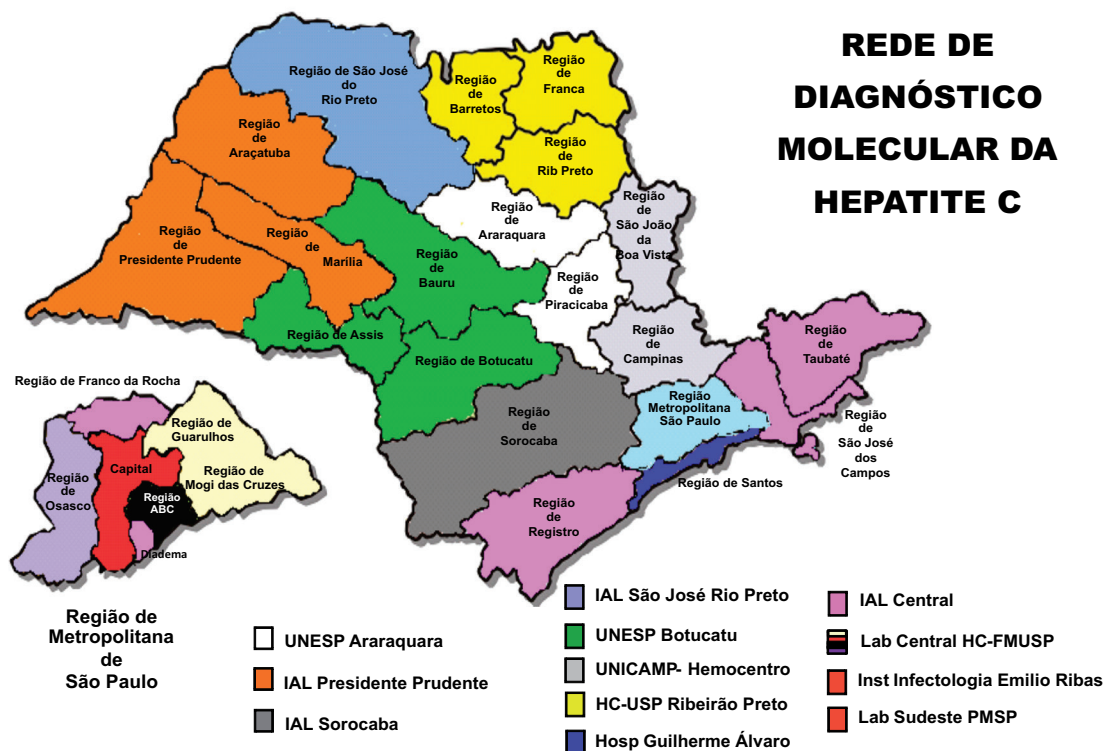 REDE DE
DIAGNÓSTICO
MOLECULAR DA
HEPATITE C
Região de São José
do
Rio Preto
Região
de
Barretos
Região
de
Franca
Região
de
Araçatuba
Região
de
Rib Preto
Região
de
Presidente Prudente
Região
de
Marília
Região
de
Araraquara
Região
de
São João
da
Boa Vista
Região
de
Bauru
Região
de
Piracicaba
Região de Assis
Região de Botucatu
Região
de
Campinas
Região
de
Taubaté
Região
de
Sorocaba
Região
Metropolitana
São Paulo
Região
de
São José
dos
Campos
Região de Santos
Região
de
Registro
Região de Franco da Rocha
Região de
Guarulhos
Capital
Região
de
Osasco
Região de
Mogi das Cruzes
Região
ABC
Diadema
Região de
Metropolitana
de
São Paulo
UNESP Araraquara
IAL Presidente Prudente
IAL Sorocaba
IAL São José Rio Preto
UNESP Botucatu
UNICAMP- Hemocentro
HC-USP Ribeirão Preto
Hosp Guilherme Álvaro
IAL Central
Lab Central HC-FMUSP
Inst Infectologia Emilio Ribas
Lab Sudeste PMSP